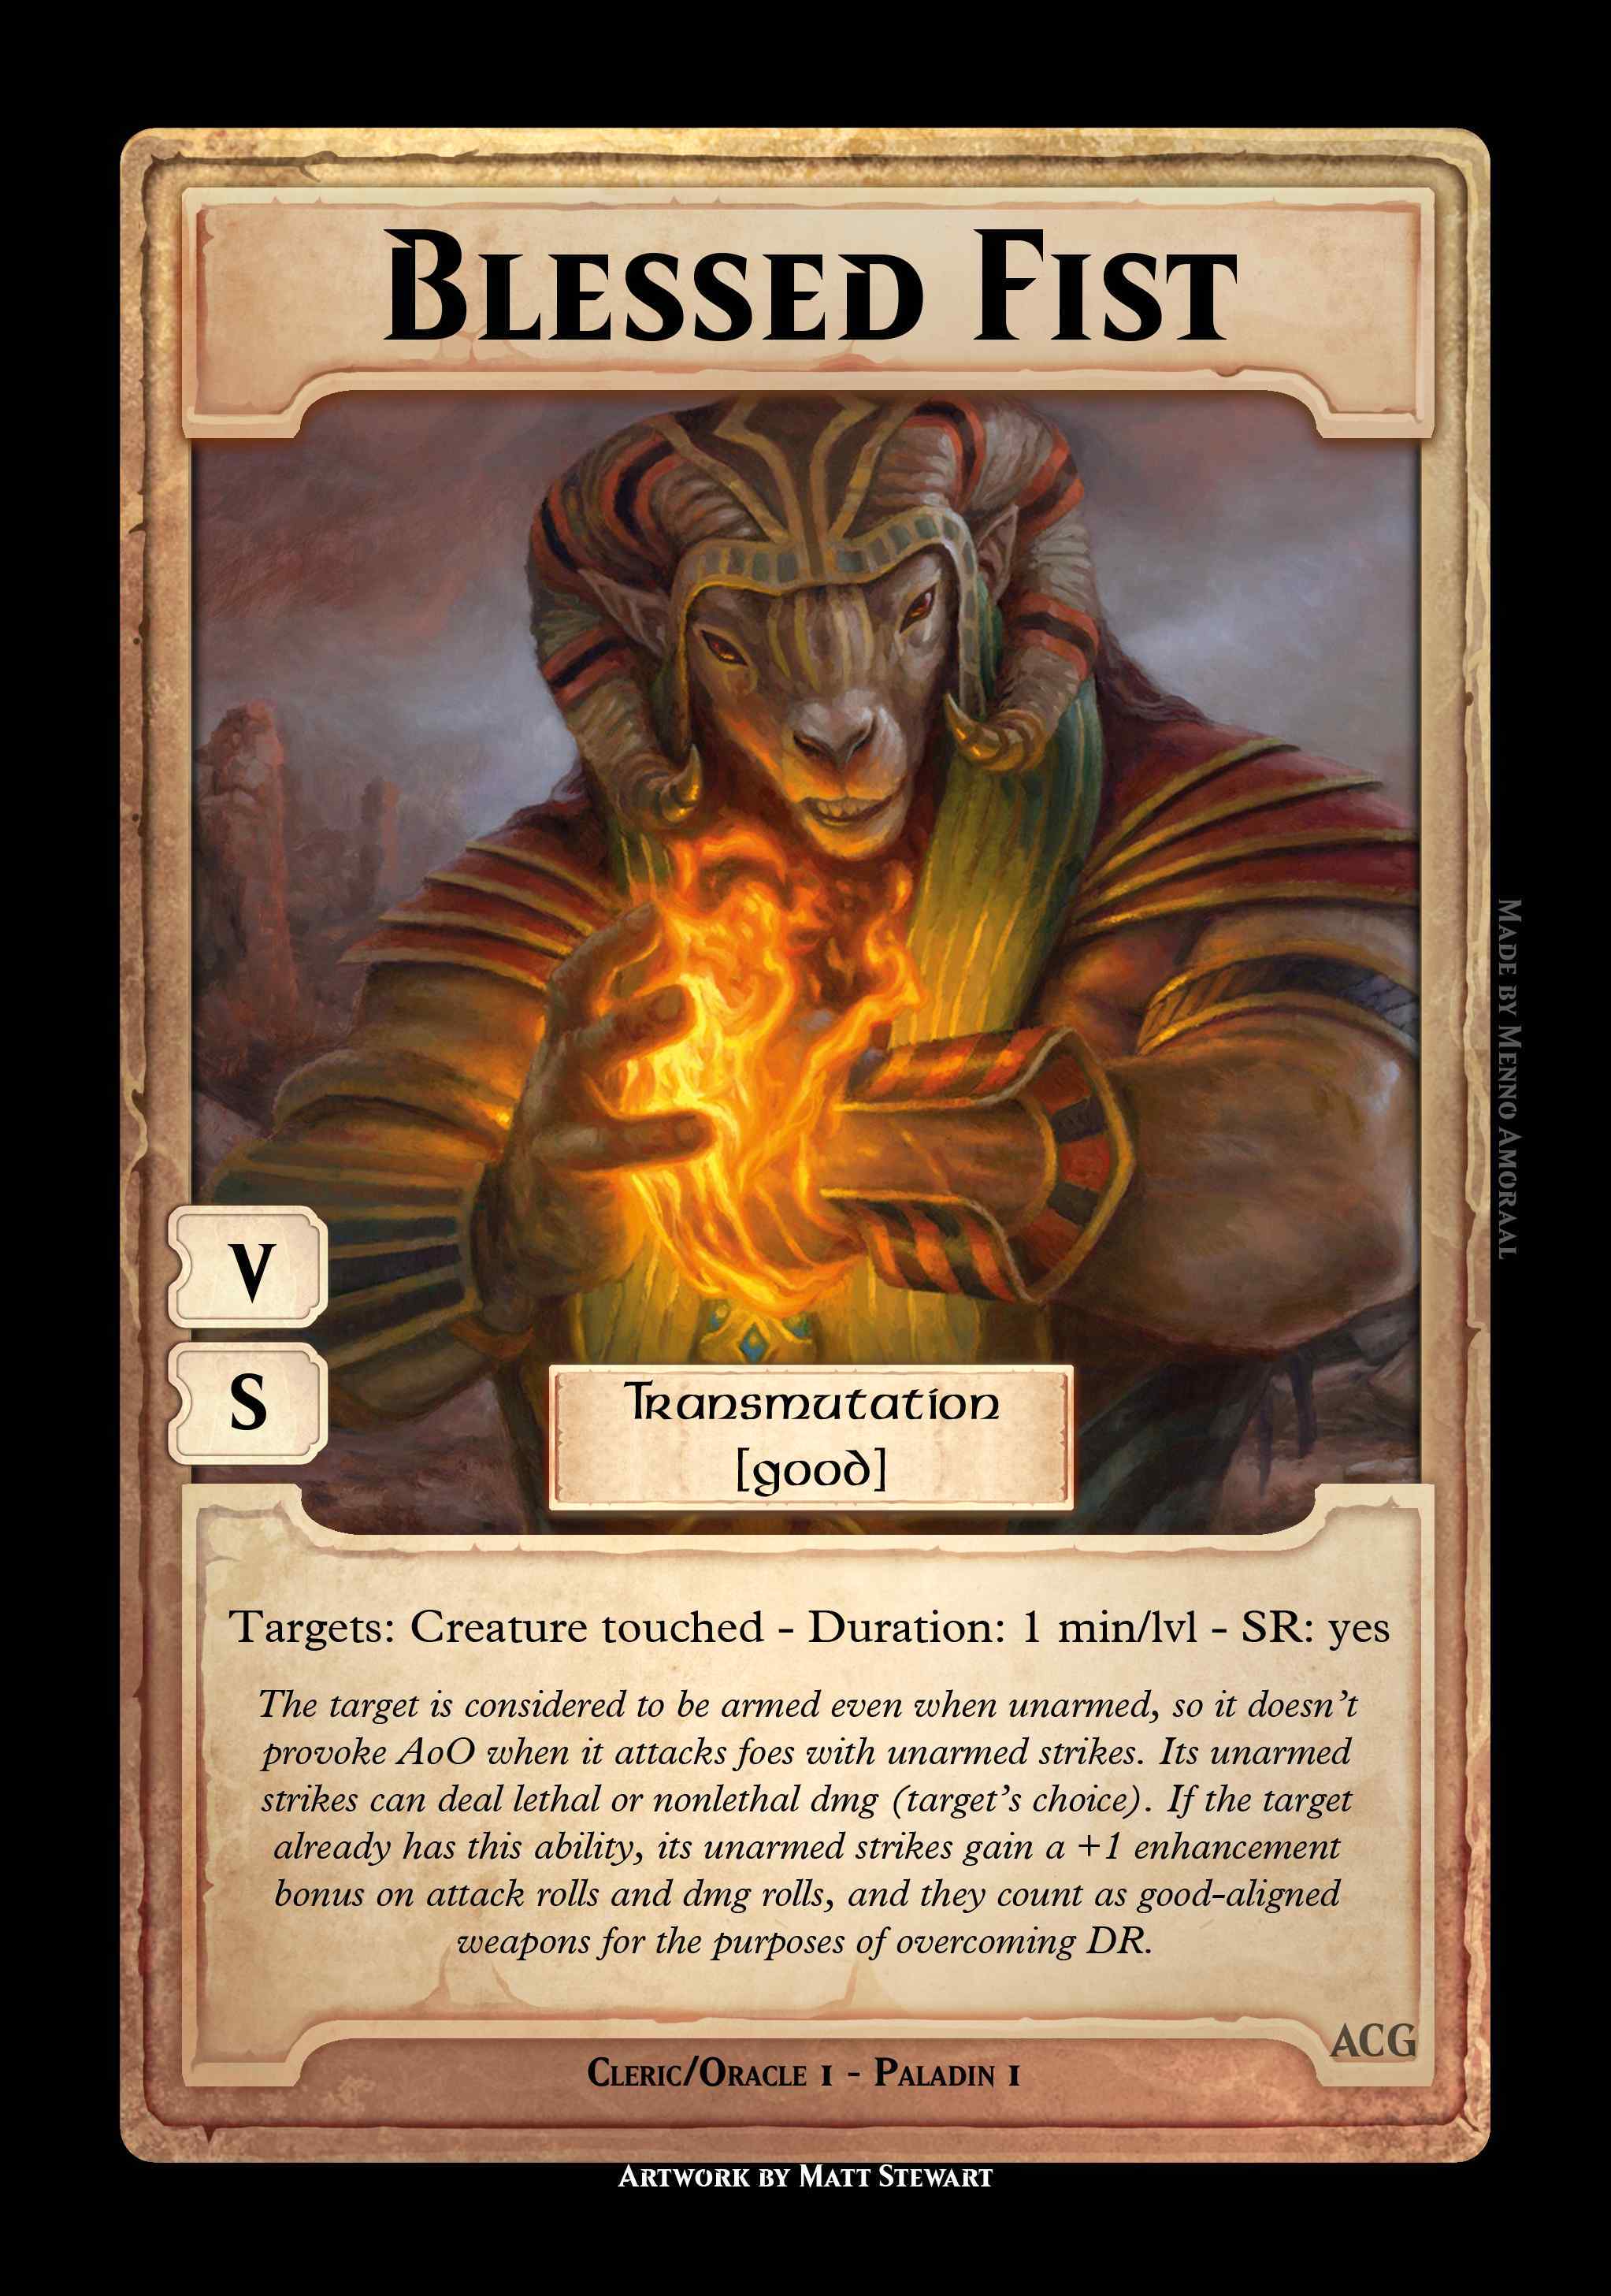 Blessed Fist
V
S
Transmutation
[good]
Targets: Creature touched - Duration: 1 min/lvl - SR: yes
The target is considered to be armed even when unarmed, so it doesn’t
provoke AoO when it attacks foes with unarmed strikes. Its unarmed
strikes can deal lethal or nonlethal dmg (target’s choice). If the target
already has this ability, its unarmed strikes gain a +1 enhancement
bonus on attack rolls and dmg rolls, and they count as good-aligned
weapons for the purposes of overcoming DR.
ACG
Cleric/Oracle 1 - Paladin 1
Artwork by Matt Stewart
Made by Menno Amoraal